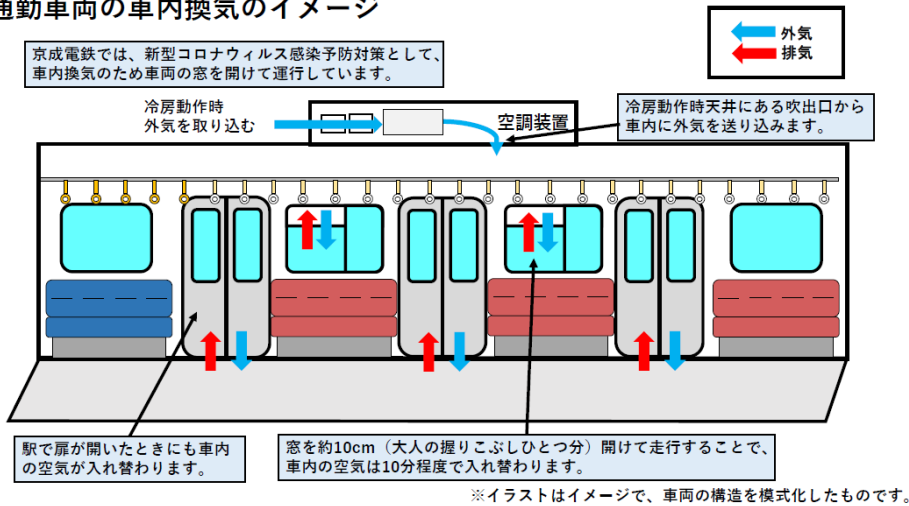 通勤車両の車内換気のイメージ
外気
排気
京成電鉄では、新型コロナウィルス感染予防対策として、
車内換気のため車両の窓を開けて運行しています。
冷房動作時
外気を取り込む
空調装置
冷房動作時天井にある吹出口から
車内に外気を送り込みます。
駅で扉が開いたときにも車内
の空気が入れ替わります。
窓を約10cm（大人の握りこぶしひとつ分）開けて走行することで、
車内の空気は10分程度で入れ替わります。
※イラストはイメージで、車両の構造を模式化したものです。